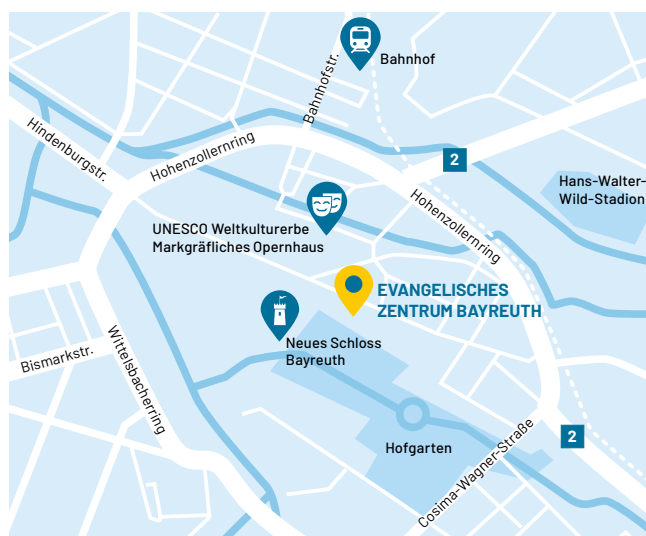 Bahnhof
Bahnhofstr.
Hindenburgstr.
Hohenzollernring
2
Hans-Walter-
Wild-Stadion
Hohenzollernring
UNESCO Weltkulturerbe
Markgräfliches Opernhaus
EVANGELISCHES
ZENTRUM BAYREUTH
Neues Schloss
Bayreuth
Bismarkstr.
Wittelsbacherring
Hofgarten
Cosima-Wagner-Straße
2